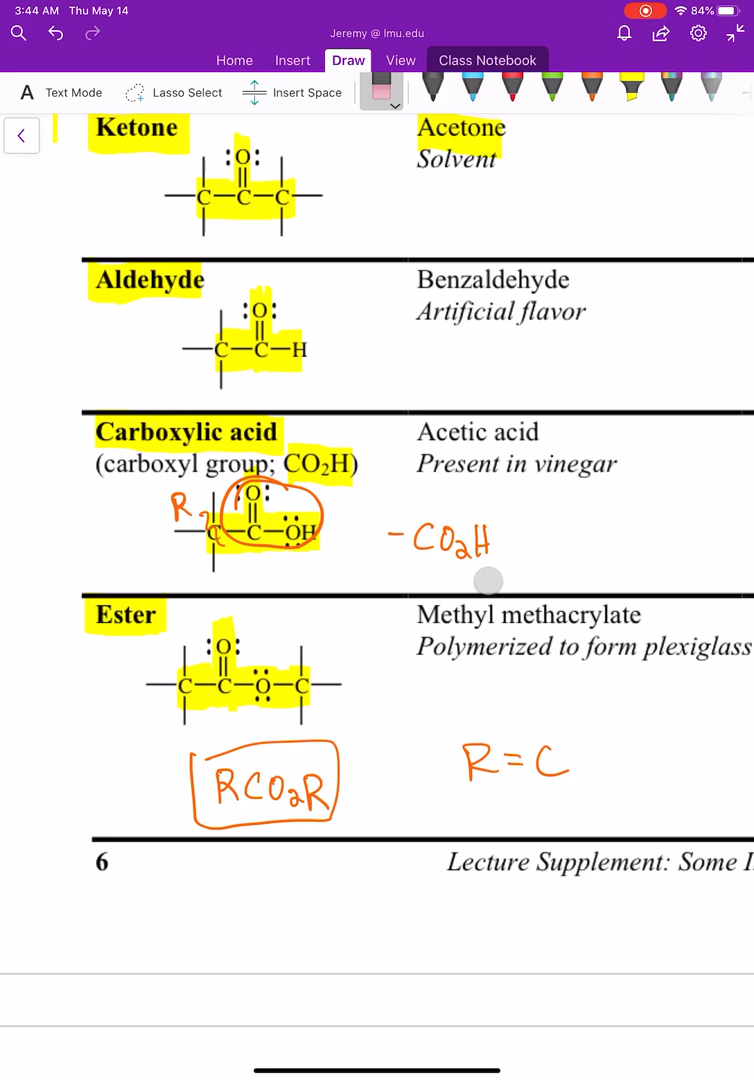 3:44 AM Thu May 14
84%
Jeremy @ lmu.edu
Home Insert Draw View Class Notebook
A Text Mode Lasso Select Insert Space
Ketone Acetone
Solvent
:O:
C—C—C
Aldehyde Benzaldehyde
Artificial flavor
:O:
C—C—H
Carboxylic acid Acetic acid
(carboxyl group; CO₂H) Present in vinegar
R :O:
C—C—OH
-CO₂H
Ester Methyl methacrylate
Polymerized to form plexiglass
:O:
C—C—O—C
RCO₂R R=C
6 Lecture Supplement: Some I